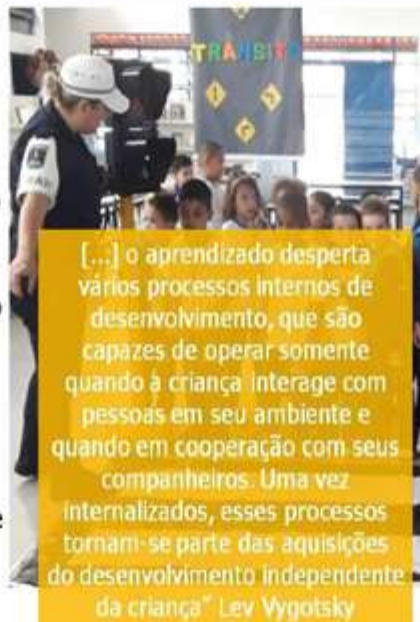 TRÂNSITO
[...] o aprendizado desperta
vários processos internos de
desenvolvimento, que são
capazes de operar somente
quando a criança interage com
pessoas em seu ambiente e
quando em cooperação com seus
companheiros. Uma vez
internalizados, esses processos
tornam-se parte das aquisições
do desenvolvimento independente
da criança" Lev Vygotsky